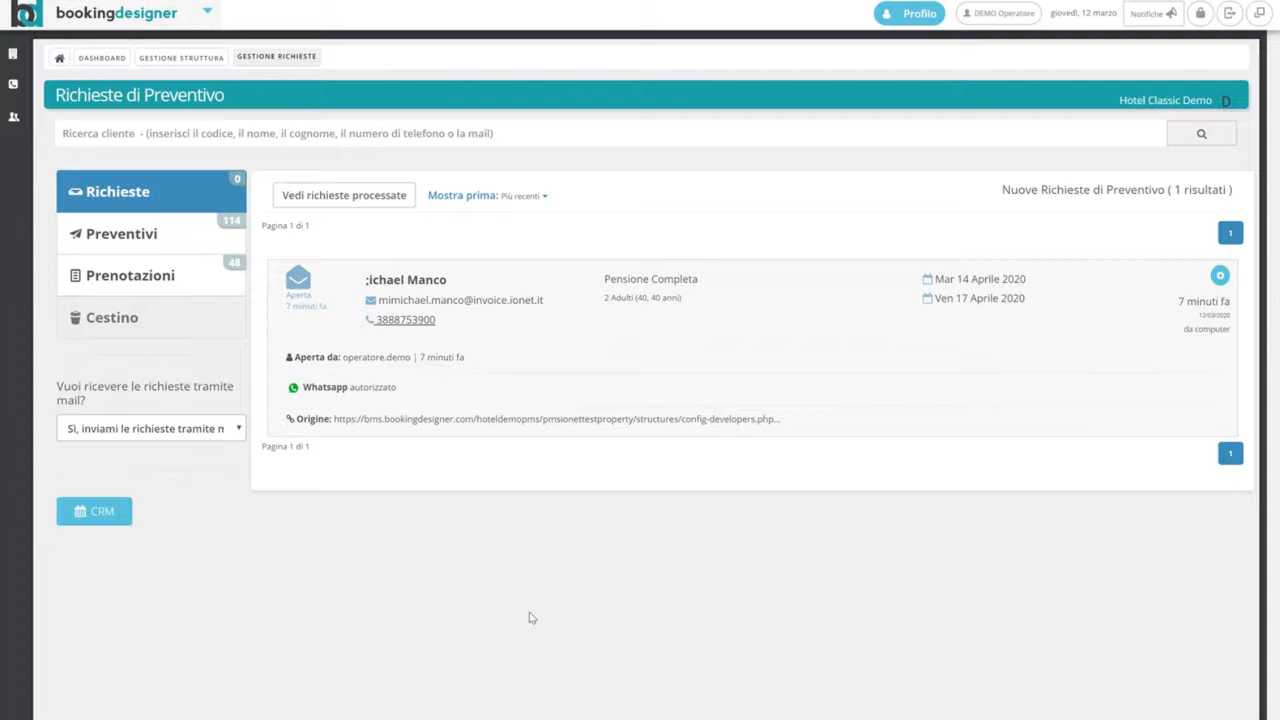 bd bookingdesigner
Profilo
DEMO Operatore
giovedì, 12 marzo
Notifiche
DASHBOARD
GESTIONE STRUTTURA
GESTIONE RICHIESTE
Richieste di Preventivo
Hotel Classic Demo D
Ricerca cliente - (inserisci il codice, il nome, il cognome, il numero di telefono o la mail)
Richieste
0
Preventivi
114
Prenotazioni
48
Cestino
Vuoi ricevere le richieste tramite
mail?
Sì, inviami le richieste tramite n
CRM
Vedi richieste processate
Mostra prima: Più recenti
Nuove Richieste di Preventivo ( 1 risultati )
Pagina 1 di 1
1
Aperta
7 minuti fa
;ichael Manco
mimichael.manco@invoice.ionet.it
3888753900
Pensione Completa
2 Adulti (40, 40 anni)
Mar 14 Aprile 2020
Ven 17 Aprile 2020
7 minuti fa
12/03/2020
da computer
Aperta da: operatore.demo | 7 minuti fa
Whatsapp autorizzato
Origine: https://bms.bookingdesigner.com/hoteldemopms/pmsionettestproperty/structures/config-developers.php...
Pagina 1 di 1
1